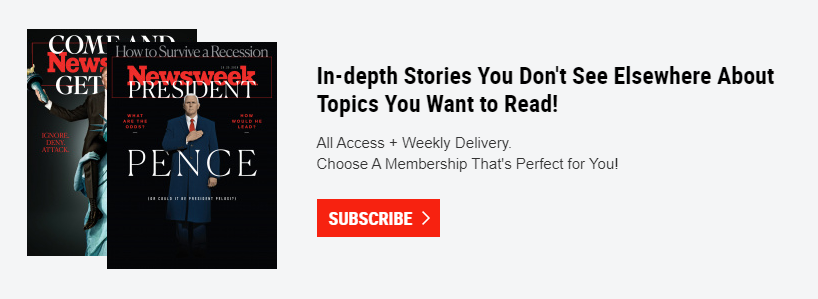 COME AND
News
GET
IGNORE.
DENY.
ATTACK.
How to Survive a Recession
Newsweek
PRESIDENT
WHAT
ARE THE
ODDS?
HOW
WOULD HE
LEAD?
PENCE
(OR COULD IT BE PRESIDENT PELOSI?)
In-depth Stories You Don't See Elsewhere About
Topics You Want to Read!
All Access + Weekly Delivery.
Choose A Membership That's Perfect for You!
SUBSCRIBE